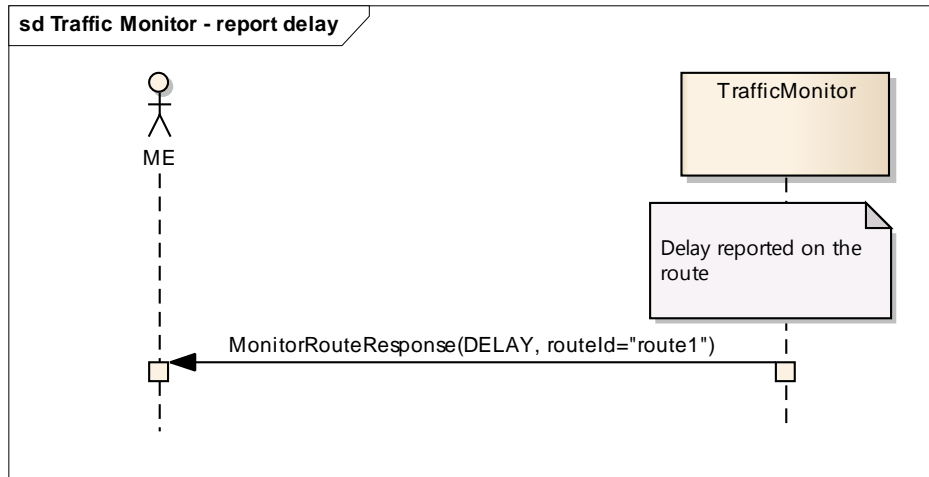 sd Traffic Monitor - report delay
ME
TrafficMonitor
Delay reported on the
route
MonitorRouteResponse(DELAY, routeId="route1")